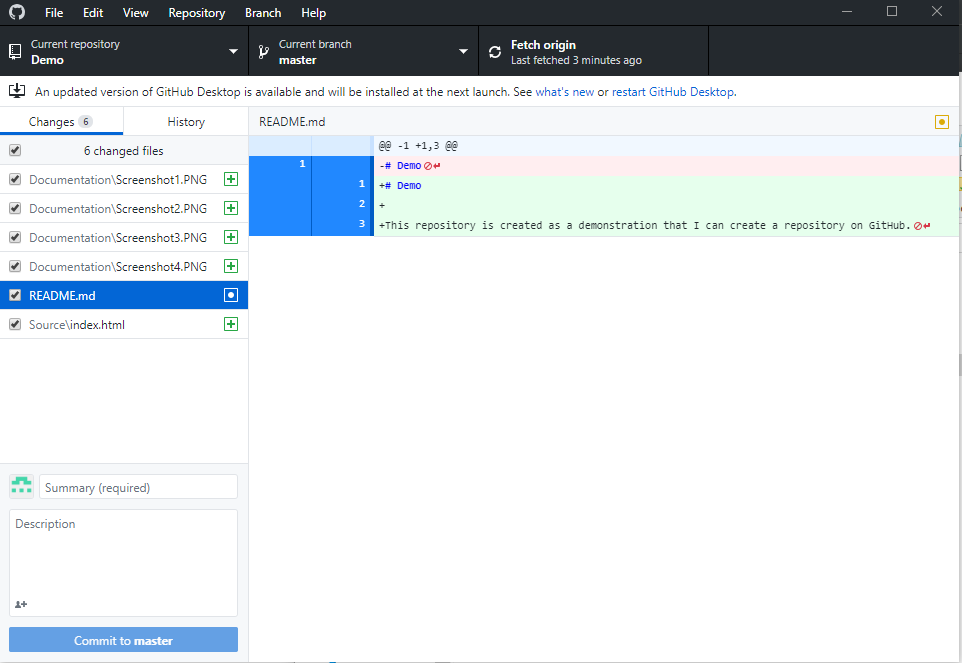 File Edit View Repository Branch Help
Current repository
Demo
Current branch
master
Fetch origin
Last fetched 3 minutes ago
An updated version of GitHub Desktop is available and will be installed at the next launch. See what's new or restart GitHub Desktop.
Changes 6 History
README.md
6 changed files
Documentation\Screenshot1.PNG
Documentation\Screenshot2.PNG
Documentation\Screenshot3.PNG
Documentation\Screenshot4.PNG
README.md
Source\index.html
@@ -1 +1,3 @@
1 -# Demo
1 +# Demo
2 +
3 +This repository is created as a demonstration that I can create a repository on GitHub.
Summary (required)
Description
Commit to master